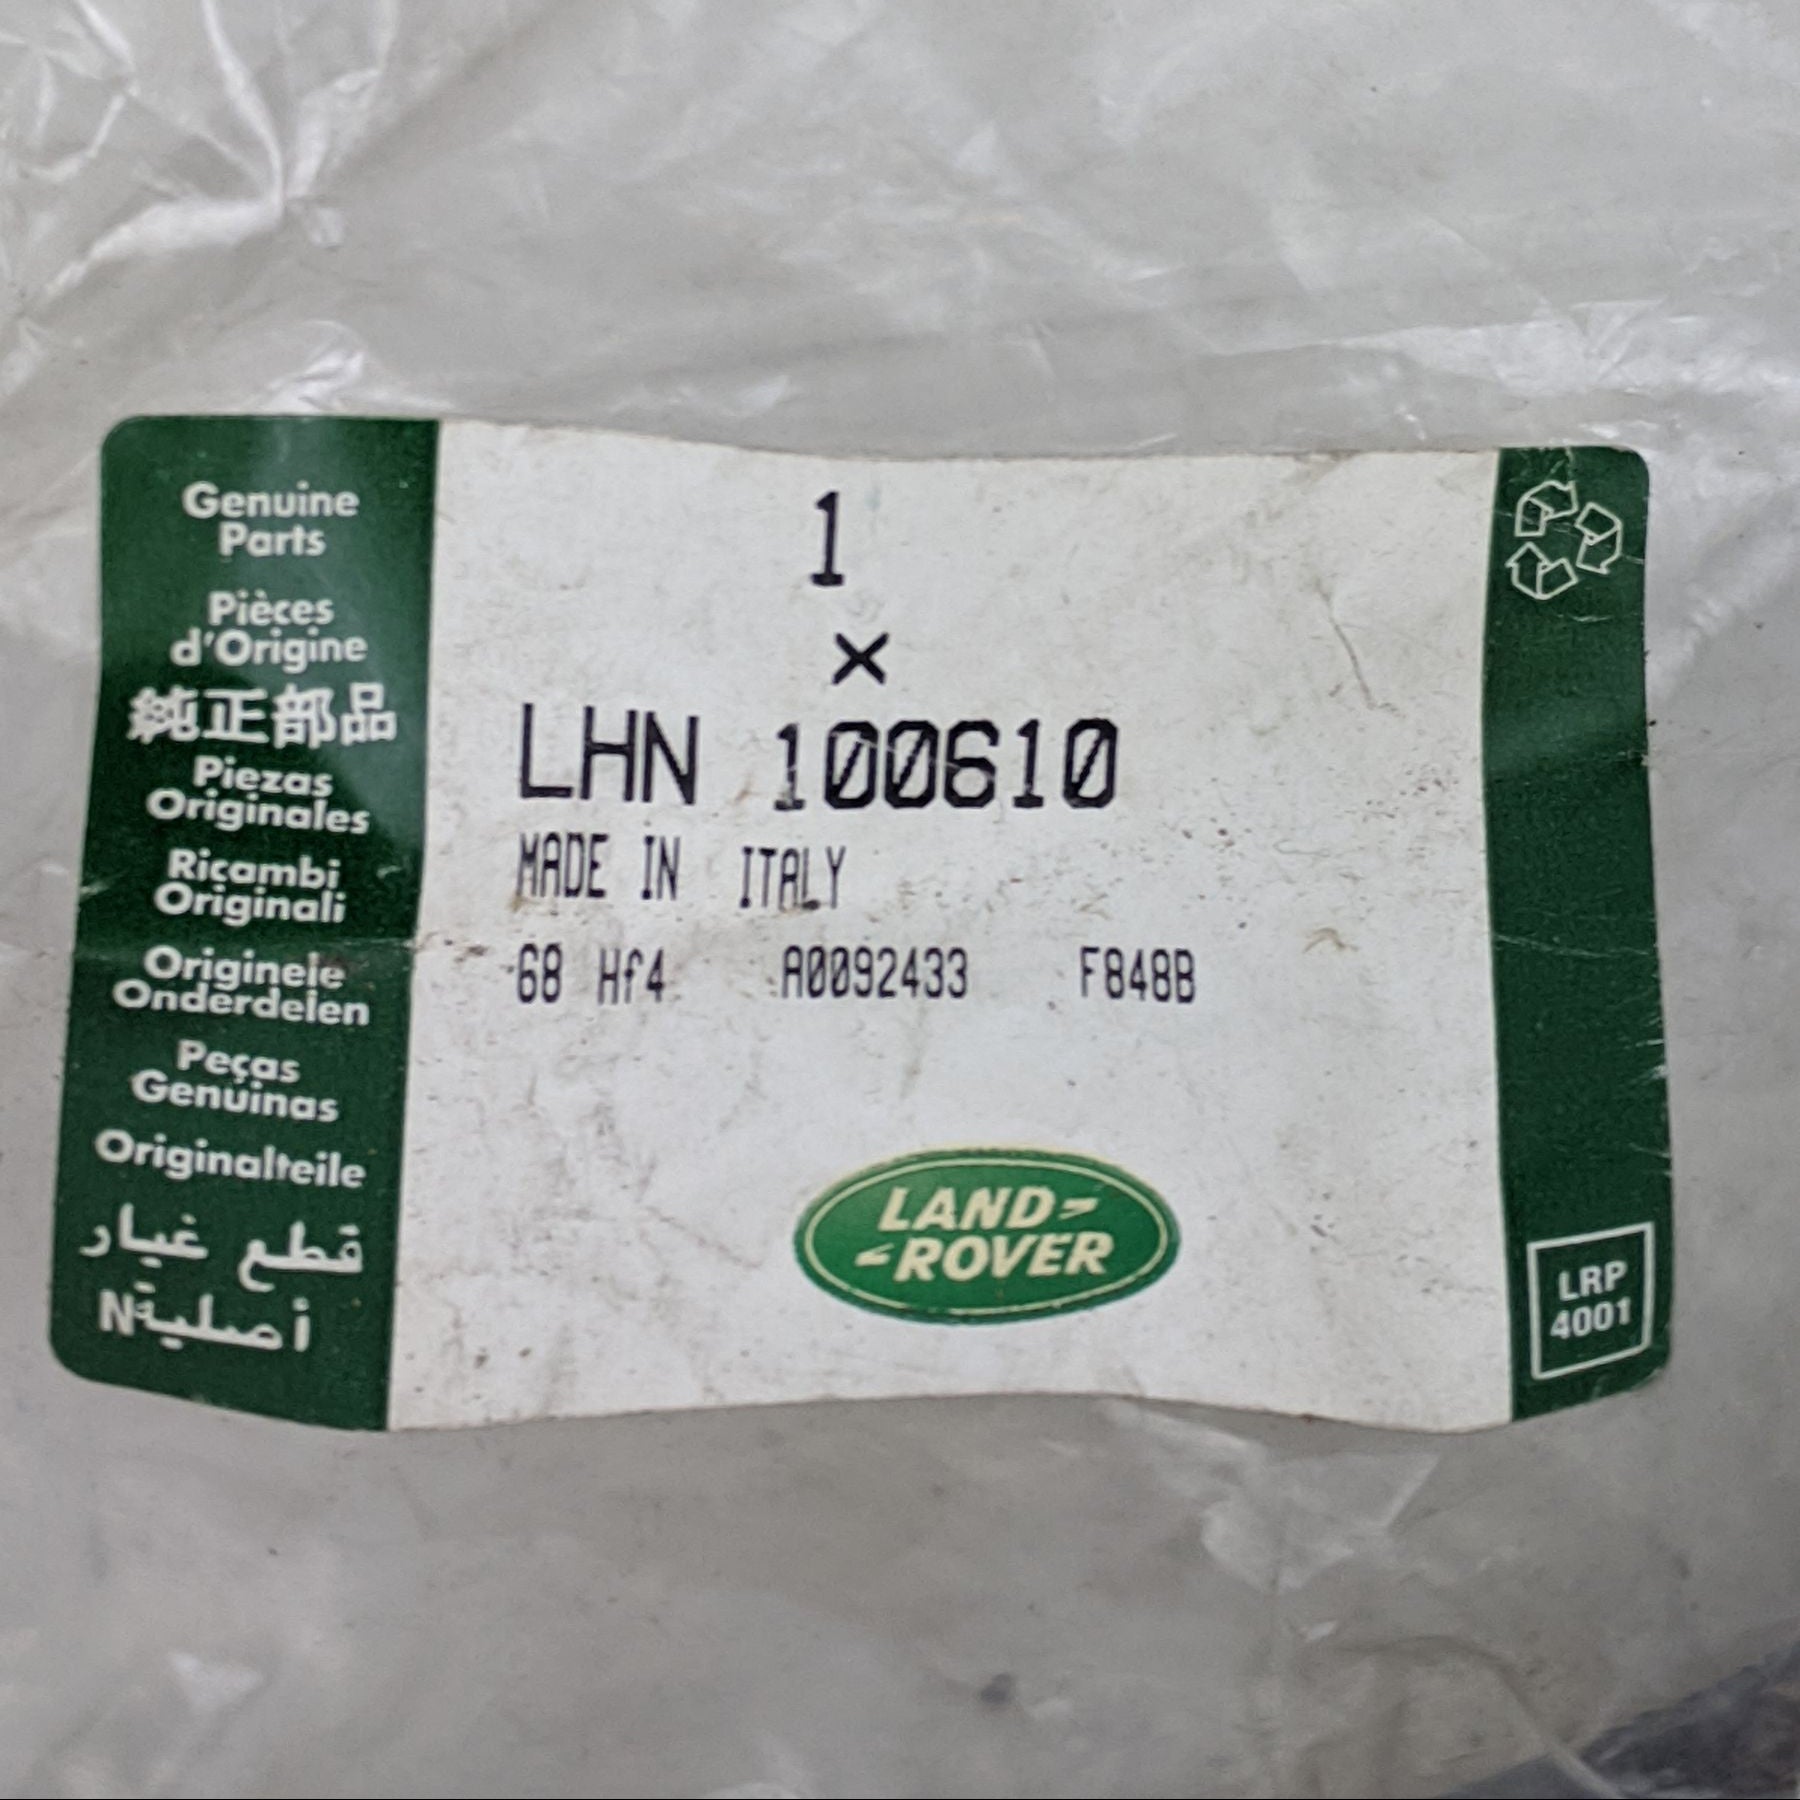 Genuine
Parts
Pièces
d'Origine
純正部品
Piezas
Originales
Ricambi
Originali
Originele
Onderdelen
Peças
Genuinas
Originalteile
قطع غيار
أصلية N
1
×
LHN 100610
MADE IN ITALY
68 Hf4 A0092433 F848B
LAND-
-ROVER
LRP
4001